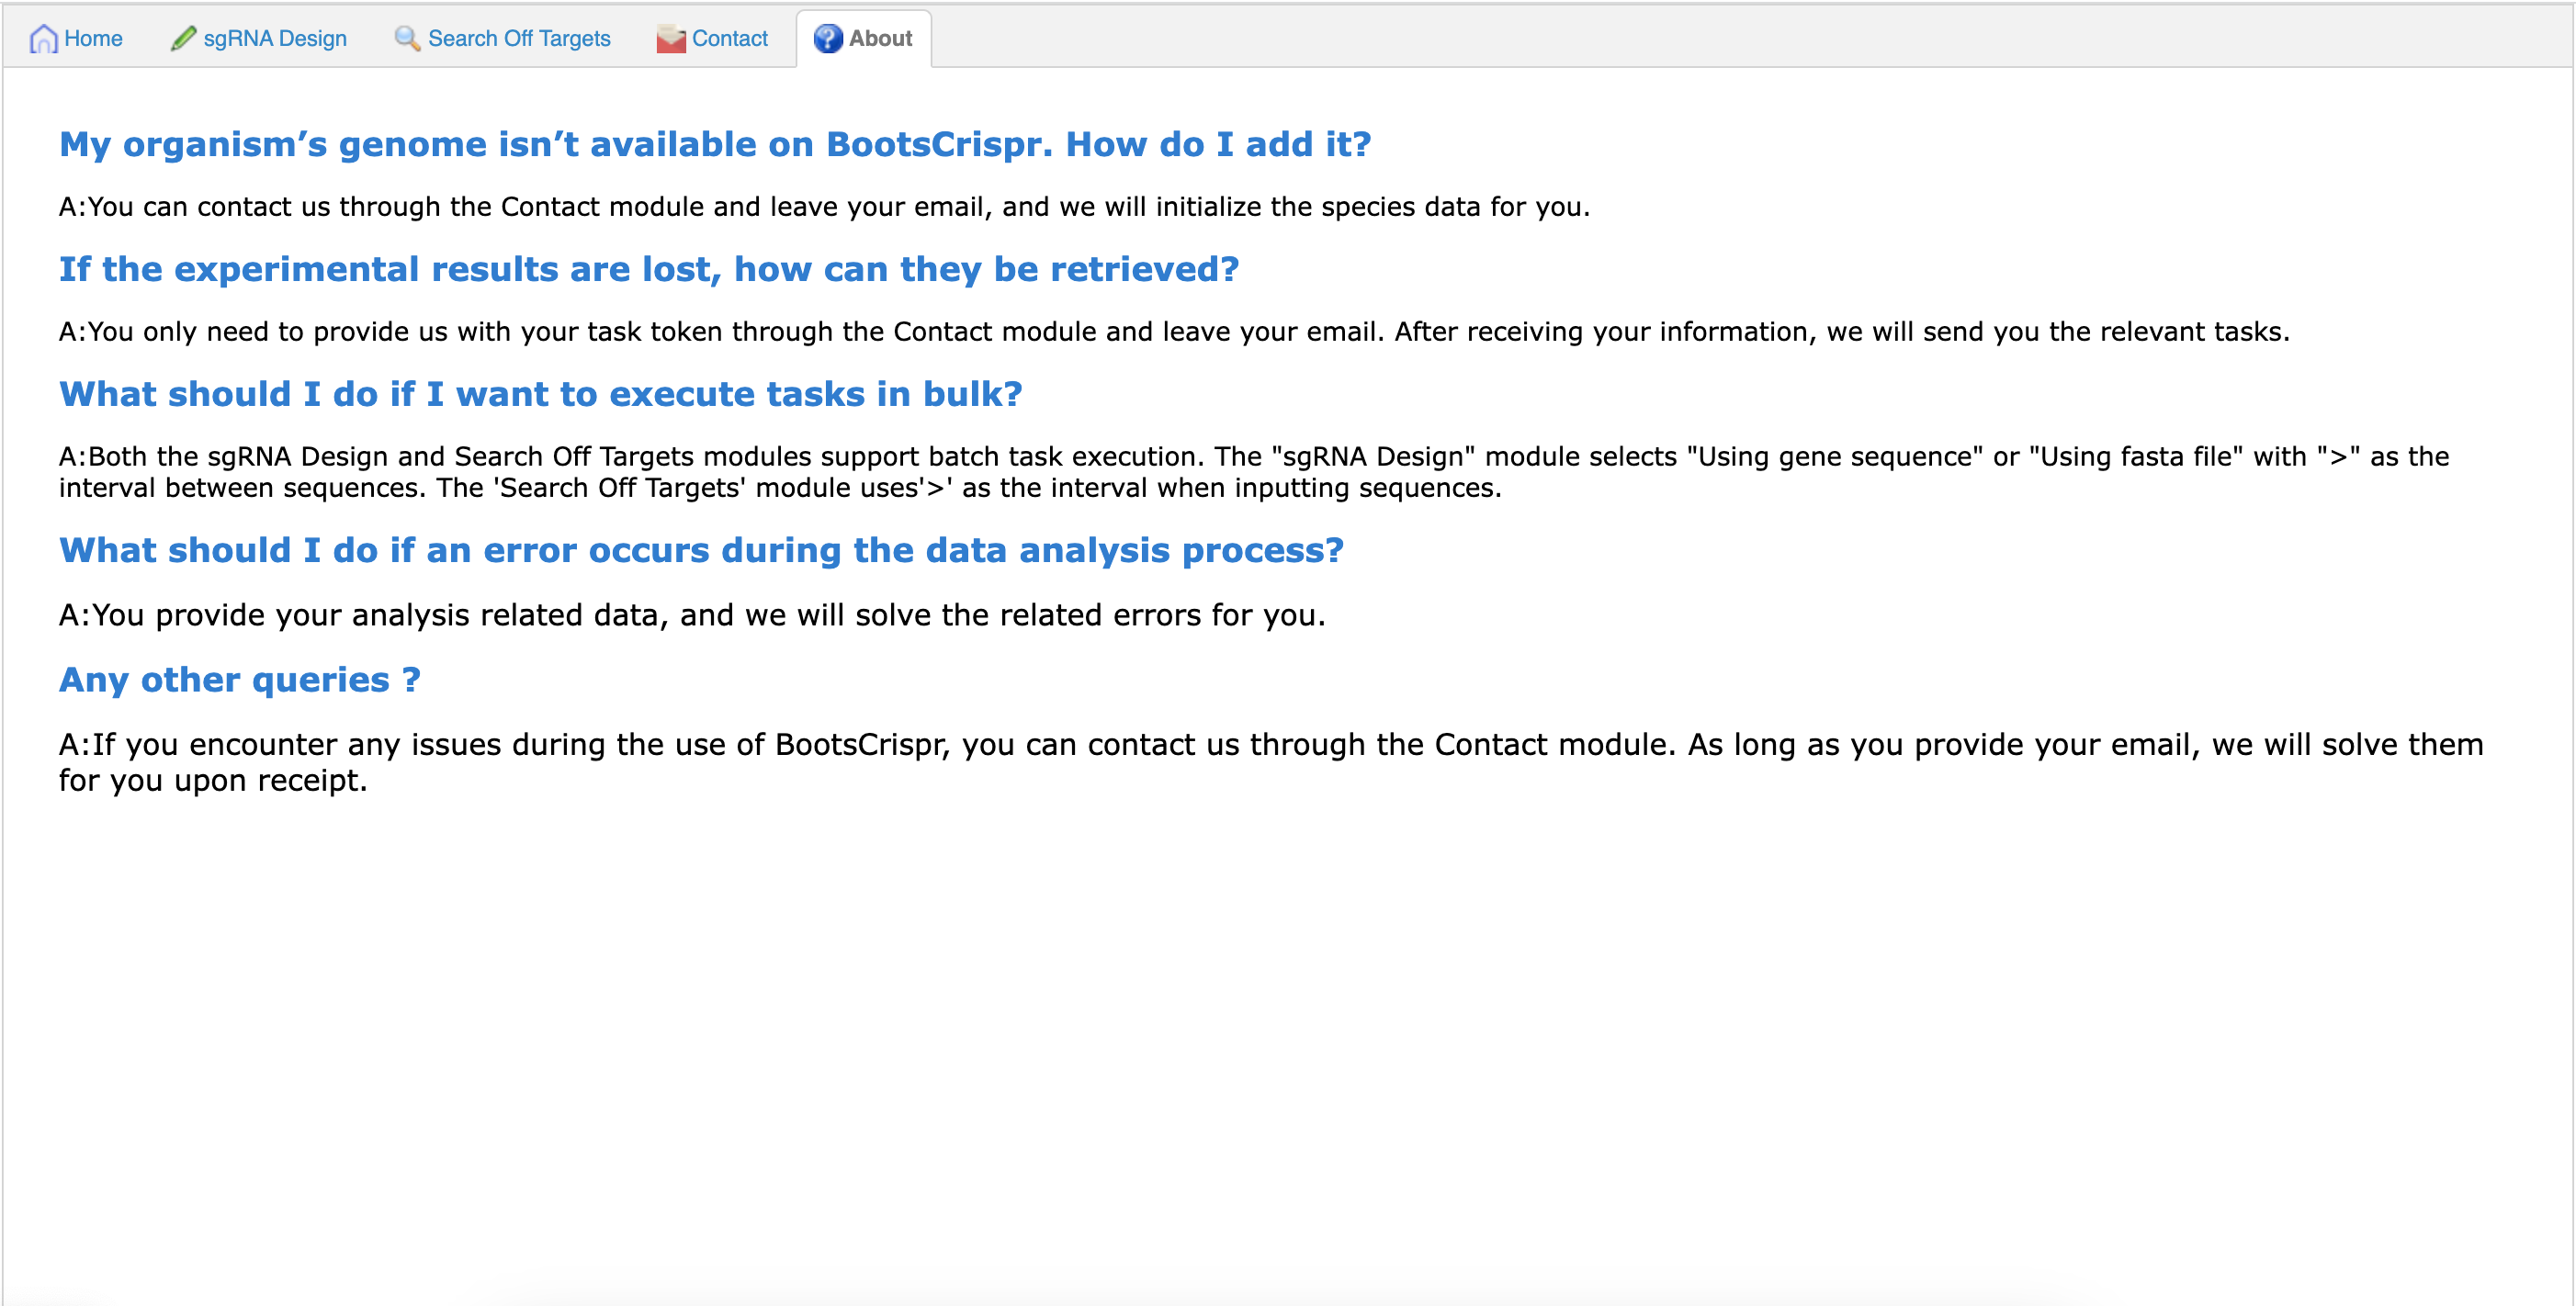 Home sgRNA Design Search Off Targets Contact About
My organism’s genome isn’t available on BootsCrispr. How do I add it?
A:You can contact us through the Contact module and leave your email, and we will initialize the species data for you.
If the experimental results are lost, how can they be retrieved?
A:You only need to provide us with your task token through the Contact module and leave your email. After receiving your information, we will send you the relevant tasks.
What should I do if I want to execute tasks in bulk?
A:Both the sgRNA Design and Search Off Targets modules support batch task execution. The "sgRNA Design" module selects "Using gene sequence" or "Using fasta file" with ">" as the
interval between sequences. The 'Search Off Targets' module uses'>' as the interval when inputting sequences.
What should I do if an error occurs during the data analysis process?
A:You provide your analysis related data, and we will solve the related errors for you.
Any other queries ?
A:If you encounter any issues during the use of BootsCrispr, you can contact us through the Contact module. As long as you provide your email, we will solve them
for you upon receipt.